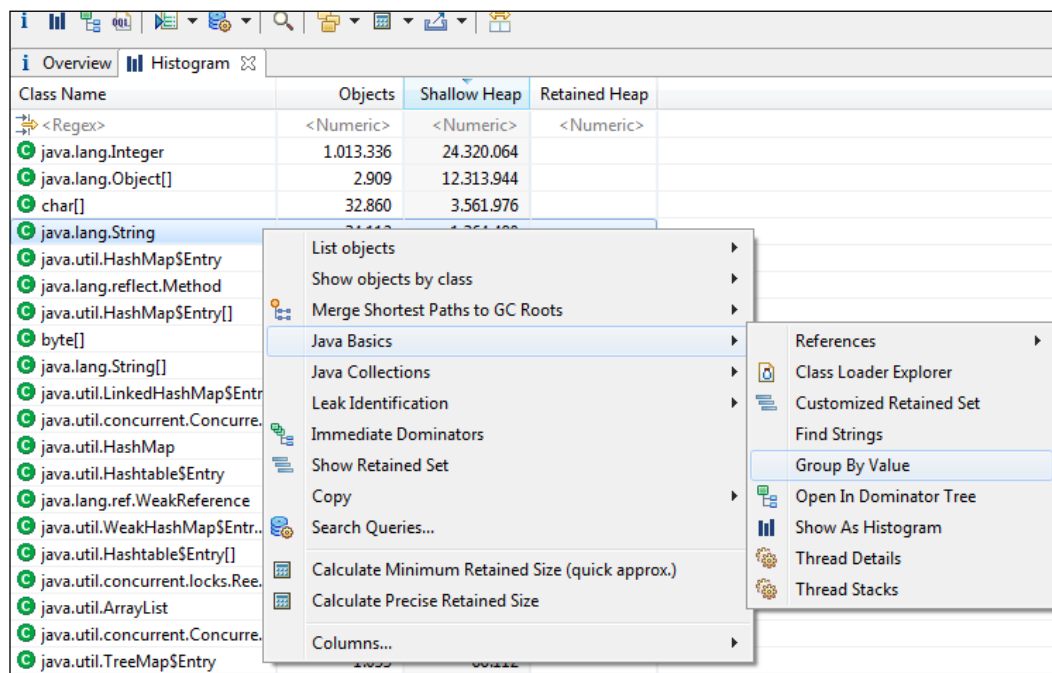 i OQL
i Overview Histogram
Class Name Objects Shallow Heap Retained Heap
<Regex> <Numeric> <Numeric> <Numeric>
java.lang.Integer 1.013.336 24.320.064
java.lang.Object[] 2.909 12.313.944
char[] 32.860 3.561.976
java.lang.String
java.util.HashMap$Entry
java.lang.reflect.Method
java.util.HashMap$Entry[]
byte[]
java.lang.String[]
java.util.LinkedHashMap$Entr
java.util.concurrent.Concurre.
java.util.HashMap
java.util.Hashtable$Entry
java.lang.ref.WeakReference
java.util.WeakHashMap$Entr...
java.util.Hashtable$Entry[]
java.util.concurrent.locks.Ree.
java.util.ArrayList
java.util.concurrent.Concurre.
java.util.TreeMap$Entry
List objects
Show objects by class
Merge Shortest Paths to GC Roots
Java Basics
Java Collections
Leak Identification
Immediate Dominators
Show Retained Set
Copy
Search Queries...
Calculate Minimum Retained Size (quick approx.)
Calculate Precise Retained Size
Columns...
References
Class Loader Explorer
Customized Retained Set
Find Strings
Group By Value
Open In Dominator Tree
Show As Histogram
Thread Details
Thread Stacks